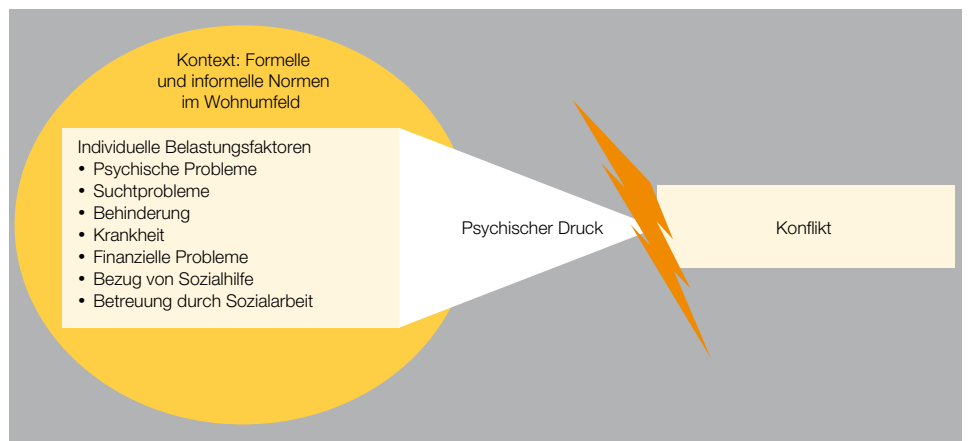 Kontext: Formelle
und informelle Normen
im Wohnumfeld
Individuelle Belastungsfaktoren
• Psychische Probleme
• Suchtprobleme
• Behinderung
• Krankheit
• Finanzielle Probleme
• Bezug von Sozialhilfe
• Betreuung durch Sozialarbeit
Psychischer Druck
Konflikt